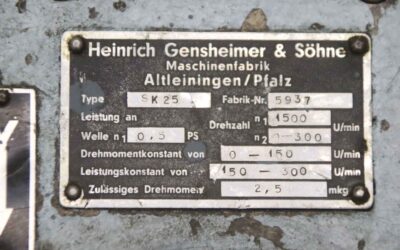 Heinrich Gensheimer & Söhne
Maschinenfabrik
Altleiningen/Pfalz
Type SK25 Fabrik-Nr. 5937
Leistung an Drehzahl n1 1500 U/min
Welle n1 0,5 PS n2 0-300 U/min
Drehmomentkonstant von 0 — 150 U/min
Leistungskonstant von 150 — 300 U/min
Zulässiges Drehmoment 2,5 mkg